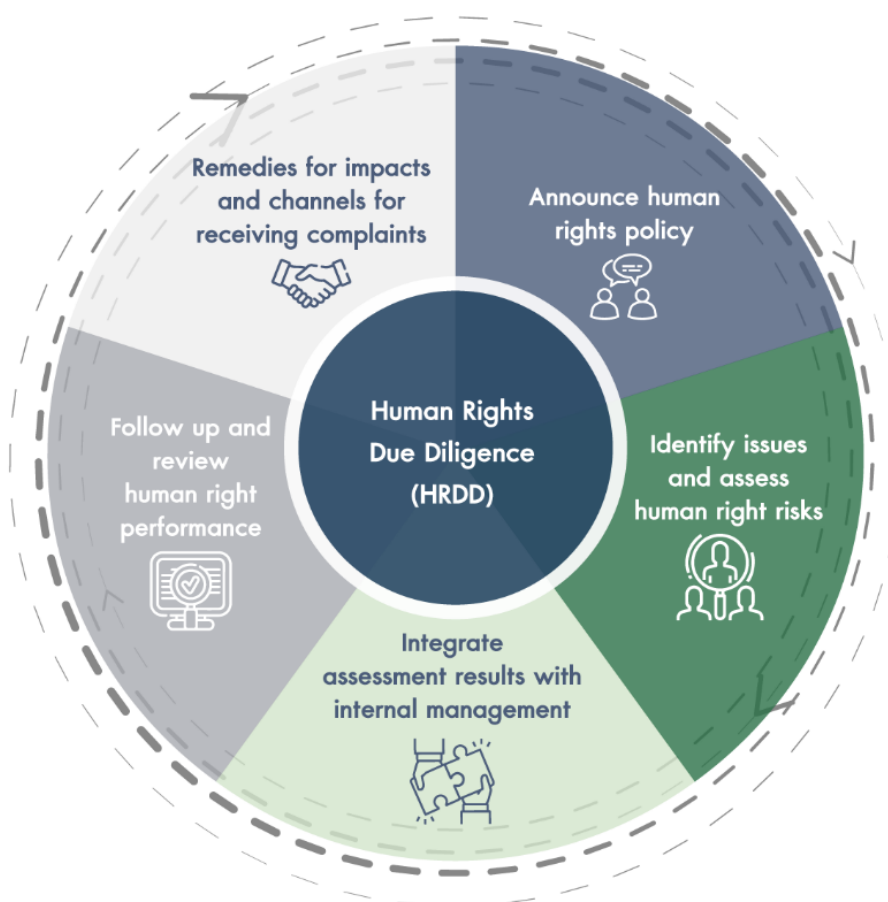 Remedies for impacts
and channels for
receiving complaints
Announce human
rights policy
Human Rights
Due Diligence
(HRDD)
Follow up and
review
human right
performance
Identify issues
and assess
human right risks
Integrate
assessment results with
internal management